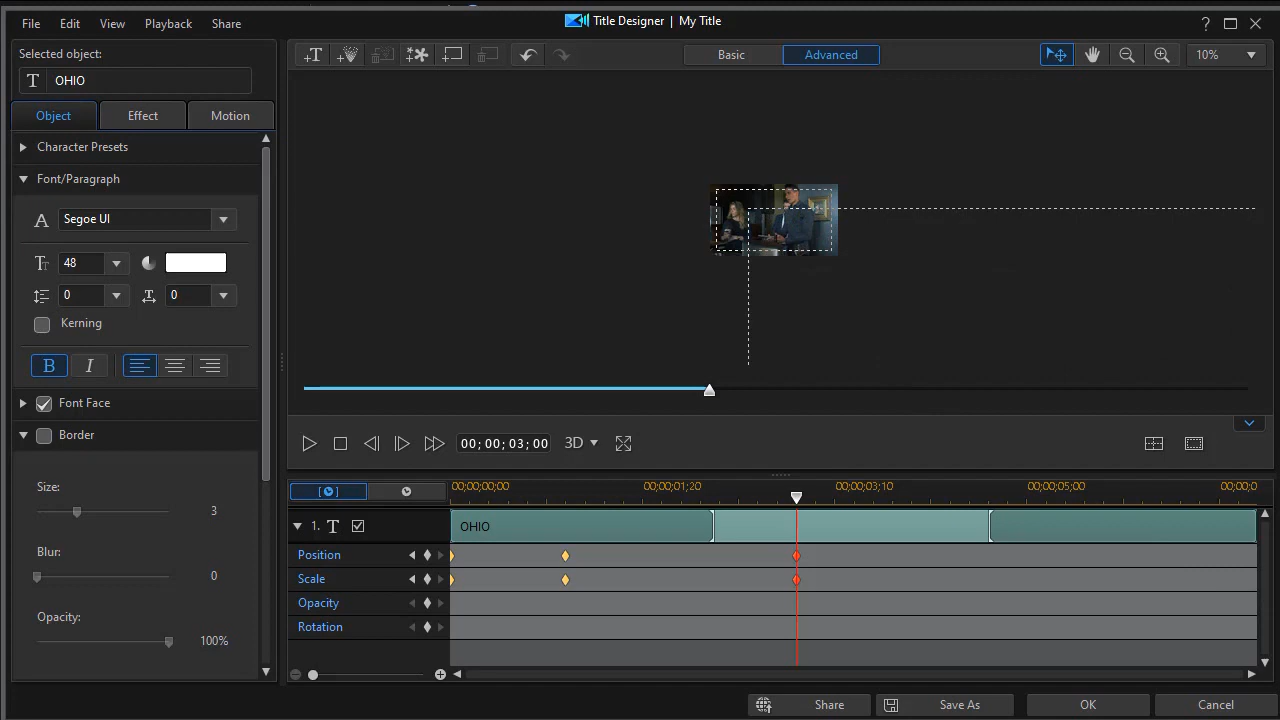 File Edit View Playback Share
Title Designer | My Title
?
Selected object:
T OHIO
Basic Advanced
10%
Object Effect Motion
Character Presets
Font/Paragraph
Segoe UI
48
0 0
Kerning
B I
Font Face
Border
Size:
3
Blur:
0
Opacity:
100%
00;00;03;00 3D
00;00;00;00 00;00;01;20 00;00;03;10 00;00;05;00 00;00;0
1. T OHIO
Position
Scale
Opacity
Rotation
Share Save As OK Cancel